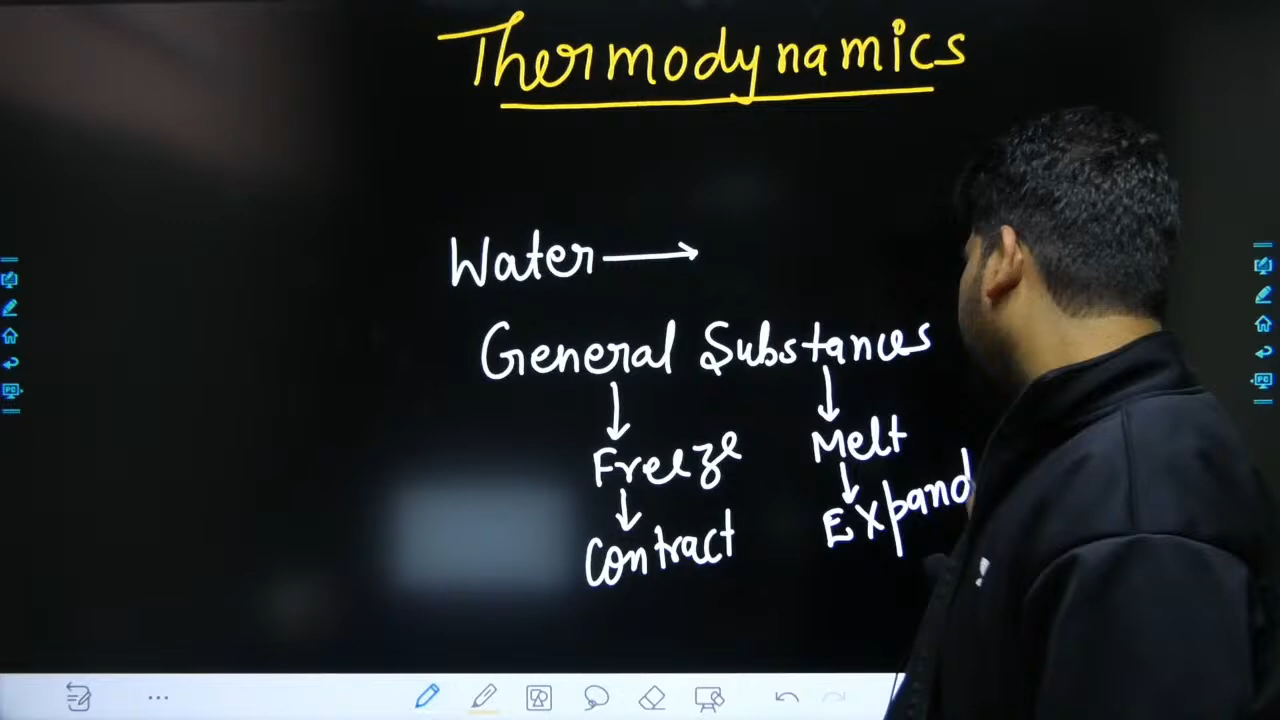 Thermodynamics
Water →
General Substances
↓ ↓
Freeze Melt
↓ ↓
Contract Expand